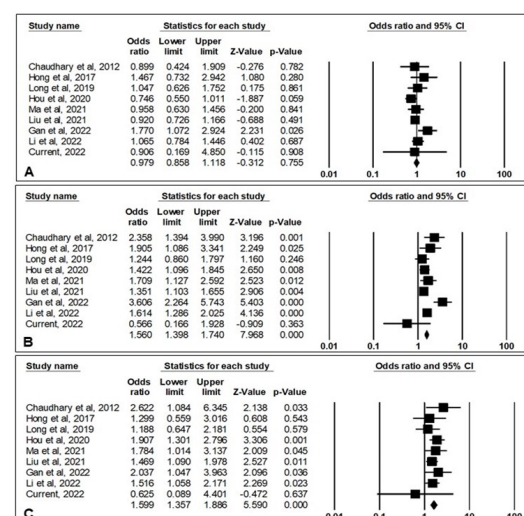 Study name Statistics for each study Odds ratio and 95% CI
Odds Lower Upper
ratio limit limit Z-Value p-Value
Chaudhary et al, 2012 0.899 0.424 1.909 -0.276 0.782
Hong et al, 2017 1.467 0.732 2.942 1.080 0.280
Long et al, 2019 1.047 0.626 1.752 0.175 0.861
Hou et al, 2020 0.746 0.550 1.011 -1.887 0.059
Ma et al, 2021 0.958 0.630 1.456 -0.200 0.841
Liu et al, 2021 0.920 0.726 1.166 -0.688 0.491
Gan et al, 2022 1.770 1.072 2.924 2.231 0.026
Li et al, 2022 1.065 0.784 1.446 0.402 0.687
Current, 2022 0.906 0.169 4.850 -0.115 0.908
0.979 0.858 1.118 -0.312 0.755
A 0.01 0.1 1 10 100
Study name Statistics for each study Odds ratio and 95% CI
Odds Lower Upper
ratio limit limit Z-Value p-Value
Chaudhary et al, 2012 2.358 1.394 3.990 3.196 0.001
Hong et al, 2017 1.905 1.086 3.341 2.249 0.025
Long et al, 2019 1.244 0.860 1.797 1.160 0.246
Hou et al, 2020 1.422 1.096 1.845 2.650 0.008
Ma et al, 2021 1.709 1.127 2.592 2.523 0.012
Liu et al, 2021 1.351 1.103 1.655 2.906 0.004
Gan et al, 2022 3.606 2.264 5.743 5.403 0.000
Li et al, 2022 1.614 1.286 2.025 4.136 0.000
Current, 2022 0.566 0.166 1.928 -0.909 0.363
1.560 1.398 1.740 7.968 0.000
B 0.01 0.1 1 10 100
Study name Statistics for each study Odds ratio and 95% CI
Odds Lower Upper
ratio limit limit Z-Value p-Value
Chaudhary et al, 2012 2.622 1.084 6.345 2.138 0.033
Hong et al, 2017 1.299 0.559 3.016 0.608 0.543
Long et al, 2019 1.188 0.647 2.181 0.554 0.579
Hou et al, 2020 1.907 1.301 2.796 3.306 0.001
Ma et al, 2021 1.784 1.014 3.137 2.009 0.045
Liu et al, 2021 1.469 1.090 1.978 2.527 0.011
Gan et al, 2022 2.037 1.047 3.963 2.096 0.036
Li et al, 2022 1.516 1.058 2.171 2.269 0.023
Current, 2022 0.625 0.089 4.401 -0.472 0.637
1.599 1.357 1.886 5.590 0.000
C 0.01 0.1 1 10 100